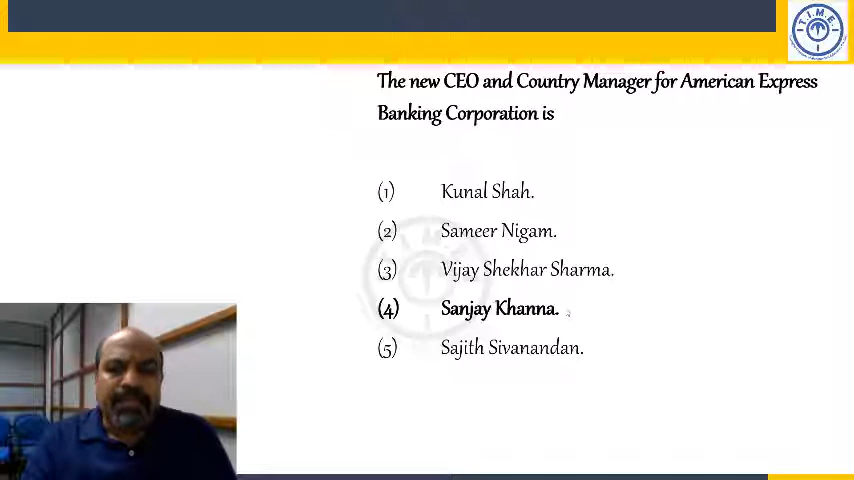 T.I.M.E.
The new CEO and Country Manager for American Express
Banking Corporation is
(1) Kunal Shah.
(2) Sameer Nigam.
(3) Vijay Shekhar Sharma.
(4) Sanjay Khanna.
(5) Sajith Sivanandan.